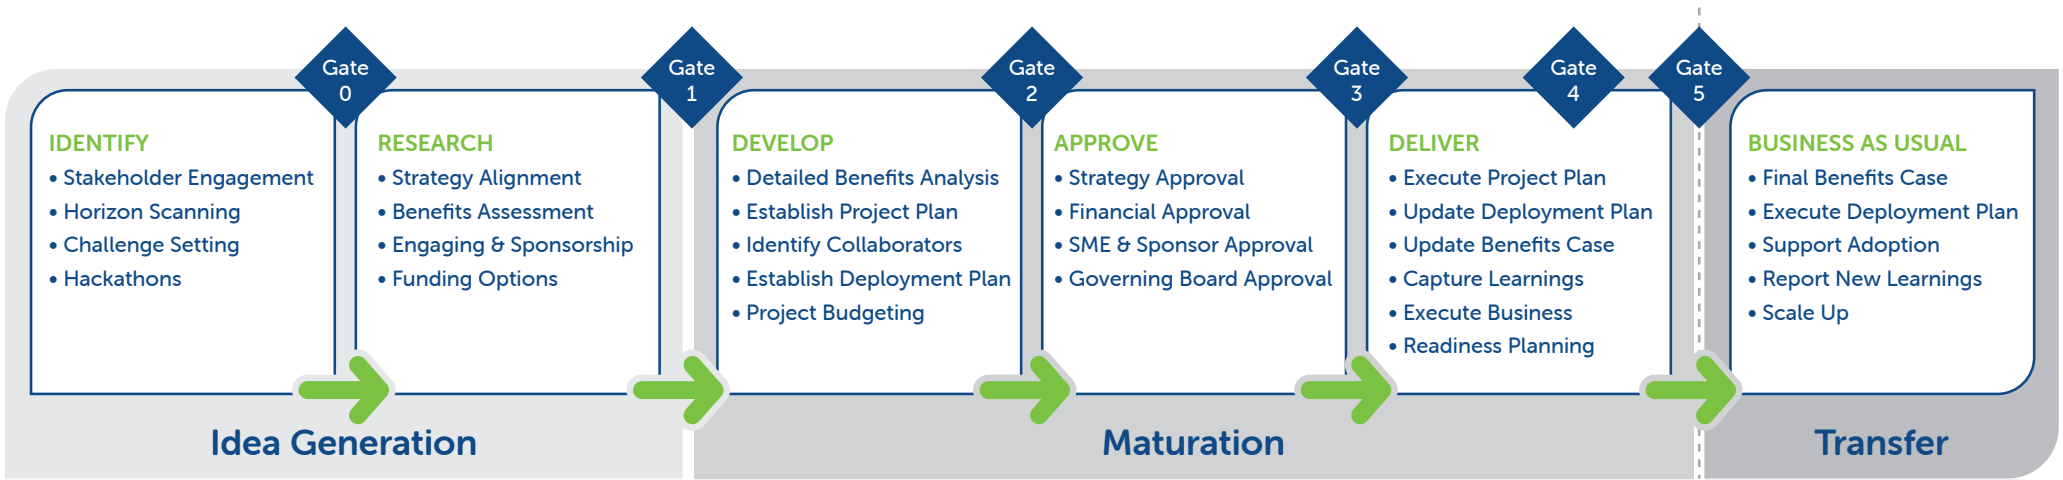 Gate
0
Gate
1
Gate
2
Gate
3
Gate
4
Gate
5
IDENTIFY
• Stakeholder Engagement
• Horizon Scanning
• Challenge Setting
• Hackathons
RESEARCH
• Strategy Alignment
• Benefits Assessment
• Engaging & Sponsorship
• Funding Options
DEVELOP
• Detailed Benefits Analysis
• Establish Project Plan
• Identify Collaborators
• Establish Deployment Plan
• Project Budgeting
APPROVE
• Strategy Approval
• Financial Approval
• SME & Sponsor Approval
• Governing Board Approval
DELIVER
• Execute Project Plan
• Update Deployment Plan
• Update Benefits Case
• Capture Learnings
• Execute Business
• Readiness Planning
BUSINESS AS USUAL
• Final Benefits Case
• Execute Deployment Plan
• Support Adoption
• Report New Learnings
• Scale Up
Idea Generation
Maturation
Transfer